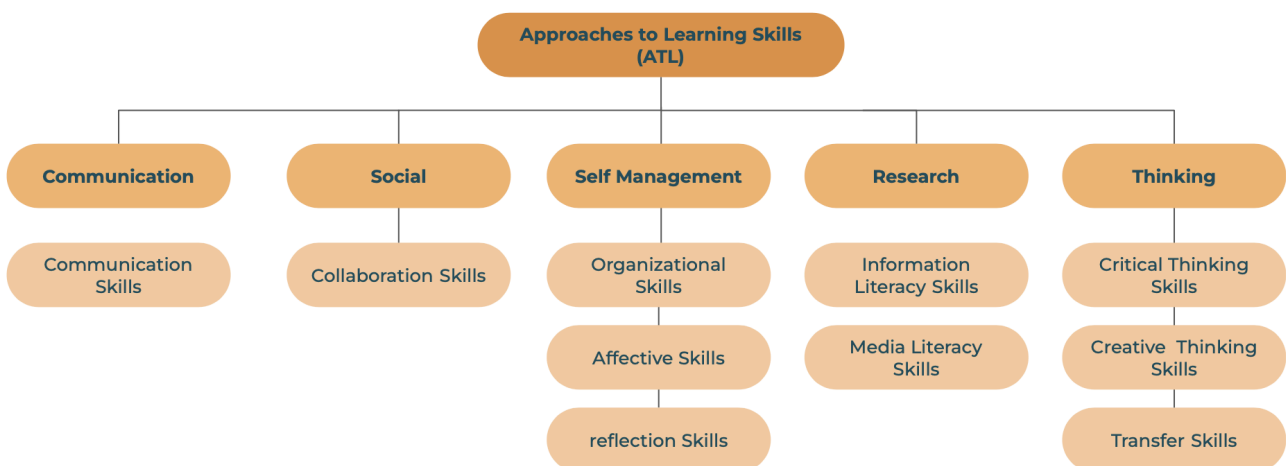 Approaches to Learning Skills
(ATL)
Communication
Social
Self Management
Research
Thinking
Communication
Skills
Collaboration Skills
Organizational
Skills
Information
Literacy Skills
Critical Thinking
Skills
Affective Skills
Media Literacy
Skills
Creative Thinking
Skills
reflection Skills
Transfer Skills